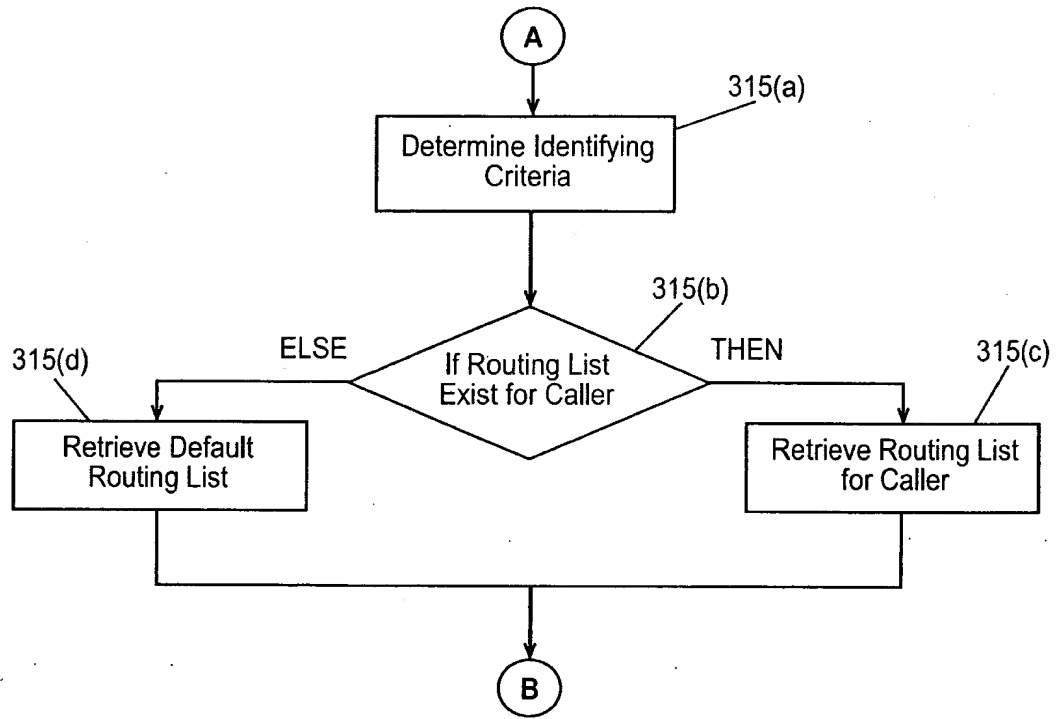 A
315(a)
Determine Identifying
Criteria
315(b)
ELSE
THEN
315(d)
315(c)
If Routing List
Exist for Caller
Retrieve Default
Routing List
Retrieve Routing List
for Caller
B